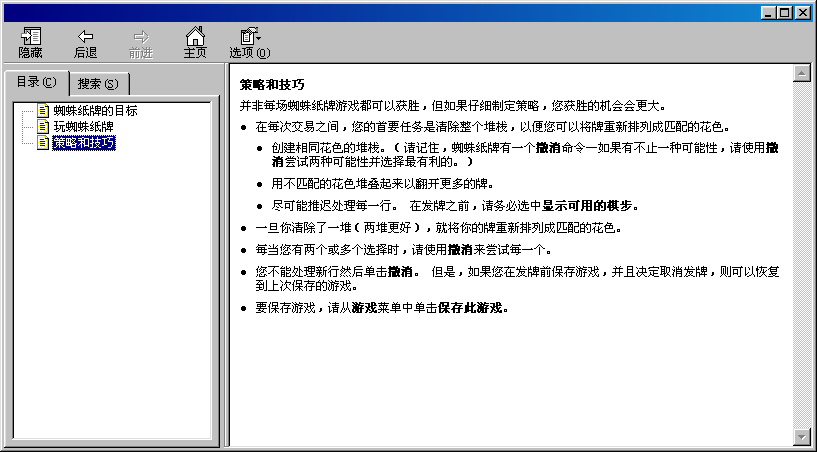 隐藏 后退 前进 主页 选项(O)
目录(C) 搜索(S)
蜘蛛纸牌的目标
玩蜘蛛纸牌
策略和技巧
策略和技巧
并非每场蜘蛛纸牌游戏都可以获胜，但如果仔细制定策略，您获胜的机会会更大。
● 在每次交易之间，您的首要任务是清除整个堆栈，以便您可以将牌重新排列成匹配的花色。
● 创建相同花色的堆栈。(请记住，蜘蛛纸牌有一个撤消命令—如果有不止一种可能性，请使用撤
消尝试两种可能性并选择最有利的。)
● 用不匹配的花色堆叠起来以翻开更多的牌。
● 尽可能推迟处理每一行。 在发牌之前，请务必选中显示可用的棋步。
● 一旦你清除了一堆(两堆更好)，就将你的牌重新排列成匹配的花色。
● 每当您有两个或多个选择时，请使用撤消来尝试每一个。
● 您不能处理新行然后单击撤消。 但是，如果您在发牌前保存游戏，并且决定取消发牌，则可以恢复
到上次保存的游戏。
● 要保存游戏，请从游戏菜单中单击保存此游戏。